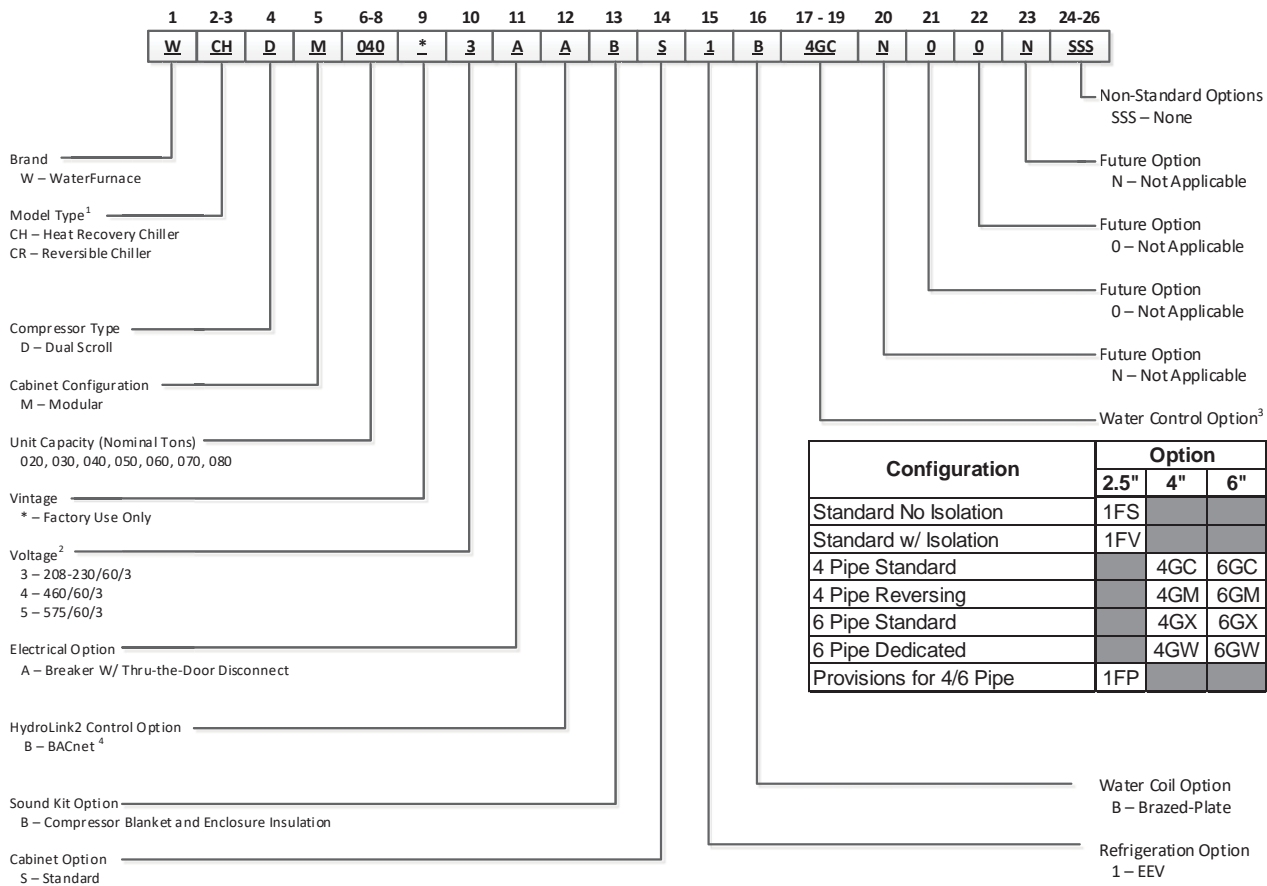 1 2-3 4 5 6-8 9 10 11 12 13 14 15 16 17 - 19 20 21 22 23 24-26
W CH D M 040 * 3 A A B S 1 B 4GC N 0 0 N SSS
Brand
W – WaterFurnace
Model Type1
CH – Heat Recovery Chiller
CR – Reversible Chiller
Compressor Type
D – Dual Scroll
Cabinet Configuration
M – Modular
Unit Capacity (Nominal Tons)
020, 030, 040, 050, 060, 070, 080
Vintage
* – Factory Use Only
Voltage2
3 – 208-230/60/3
4 – 460/60/3
5 – 575/60/3
Electrical Option
A – Breaker W/ Thru-the-Door Disconnect
HydroLink2 Control Option
B – BACnet 4
Sound Kit Option
B – Compressor Blanket and Enclosure Insulation
Cabinet Option
S – Standard
Non-Standard Options
SSS – None
Future Option
N – Not Applicable
Future Option
0 – Not Applicable
Future Option
0 – Not Applicable
Future Option
N – Not Applicable
Water Control Option3
Configuration Option
2.5" 4" 6"
Standard No Isolation 1FS
Standard w/ Isolation 1FV
4 Pipe Standard 4GC 6GC
4 Pipe Reversing 4GM 6GM
6 Pipe Standard 4GX 6GX
6 Pipe Dedicated 4GW 6GW
Provisions for 4/6 Pipe 1FP
Water Coil Option
B – Brazed-Plate
Refrigeration Option
1 – EEV